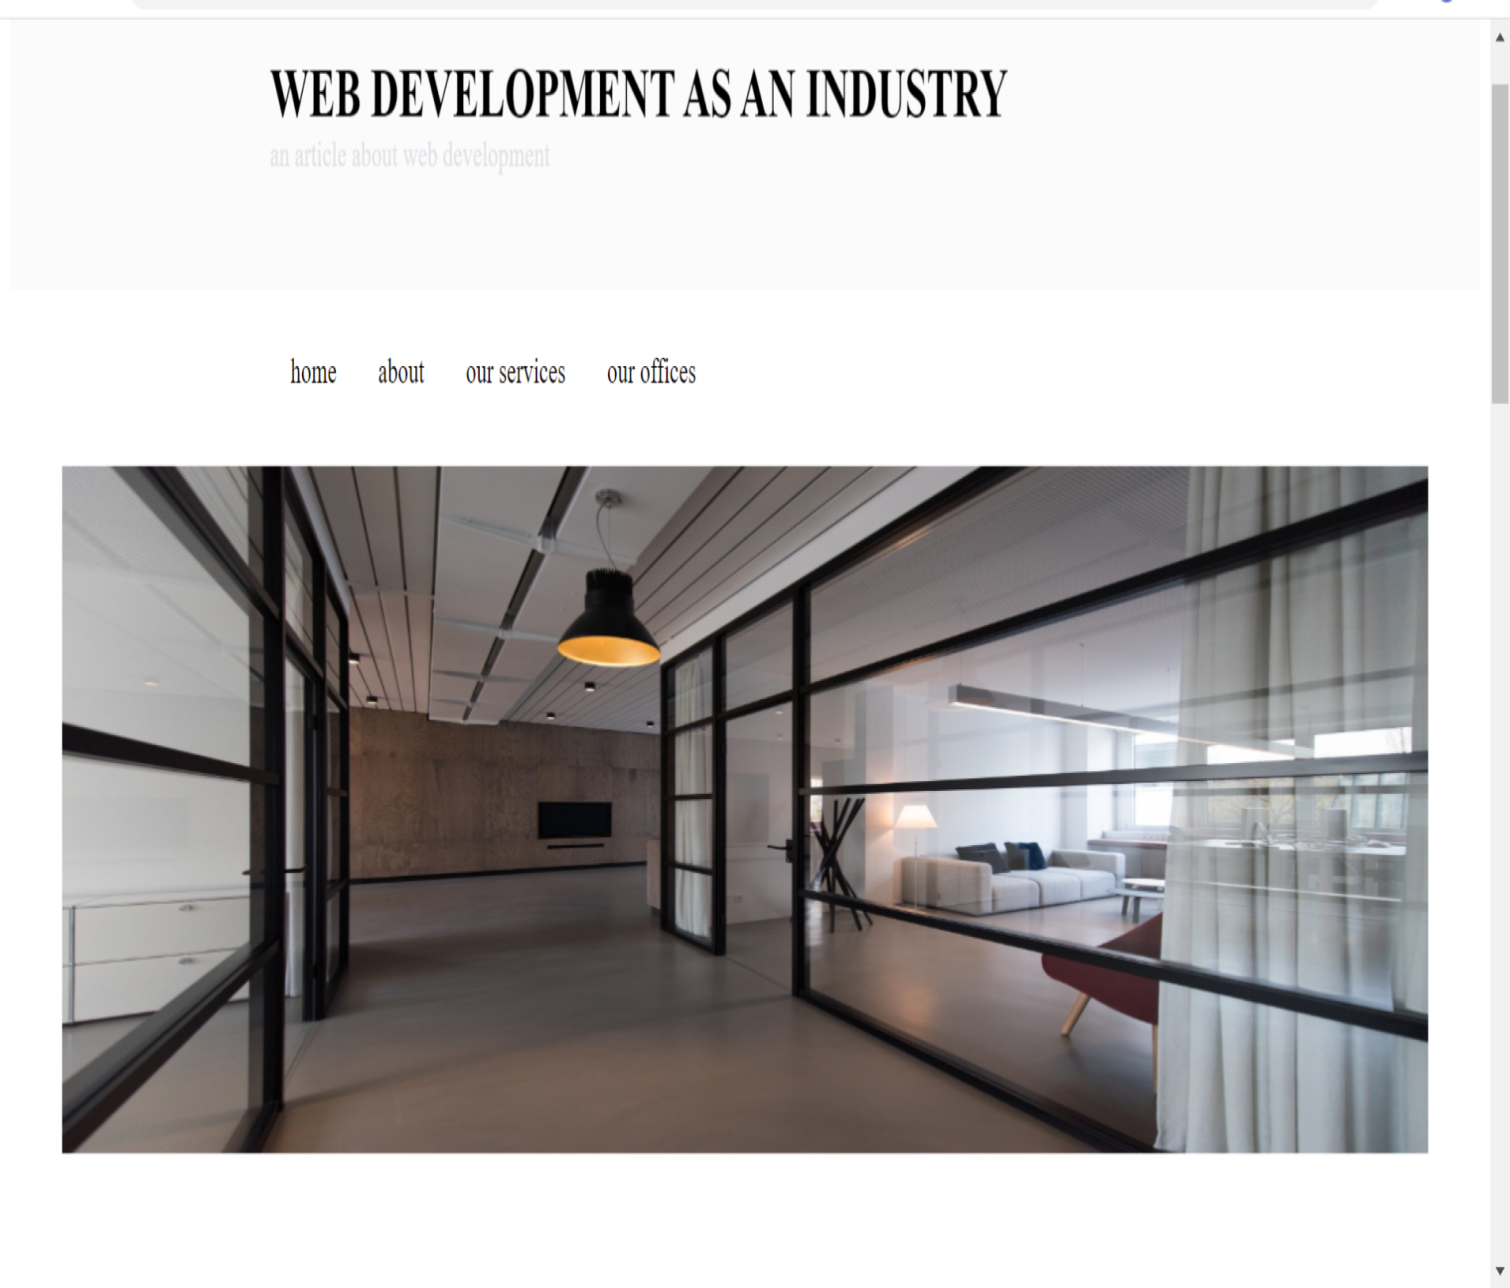 WEB DEVELOPMENT AS AN INDUSTRY
an article about web development
home about our services our offices